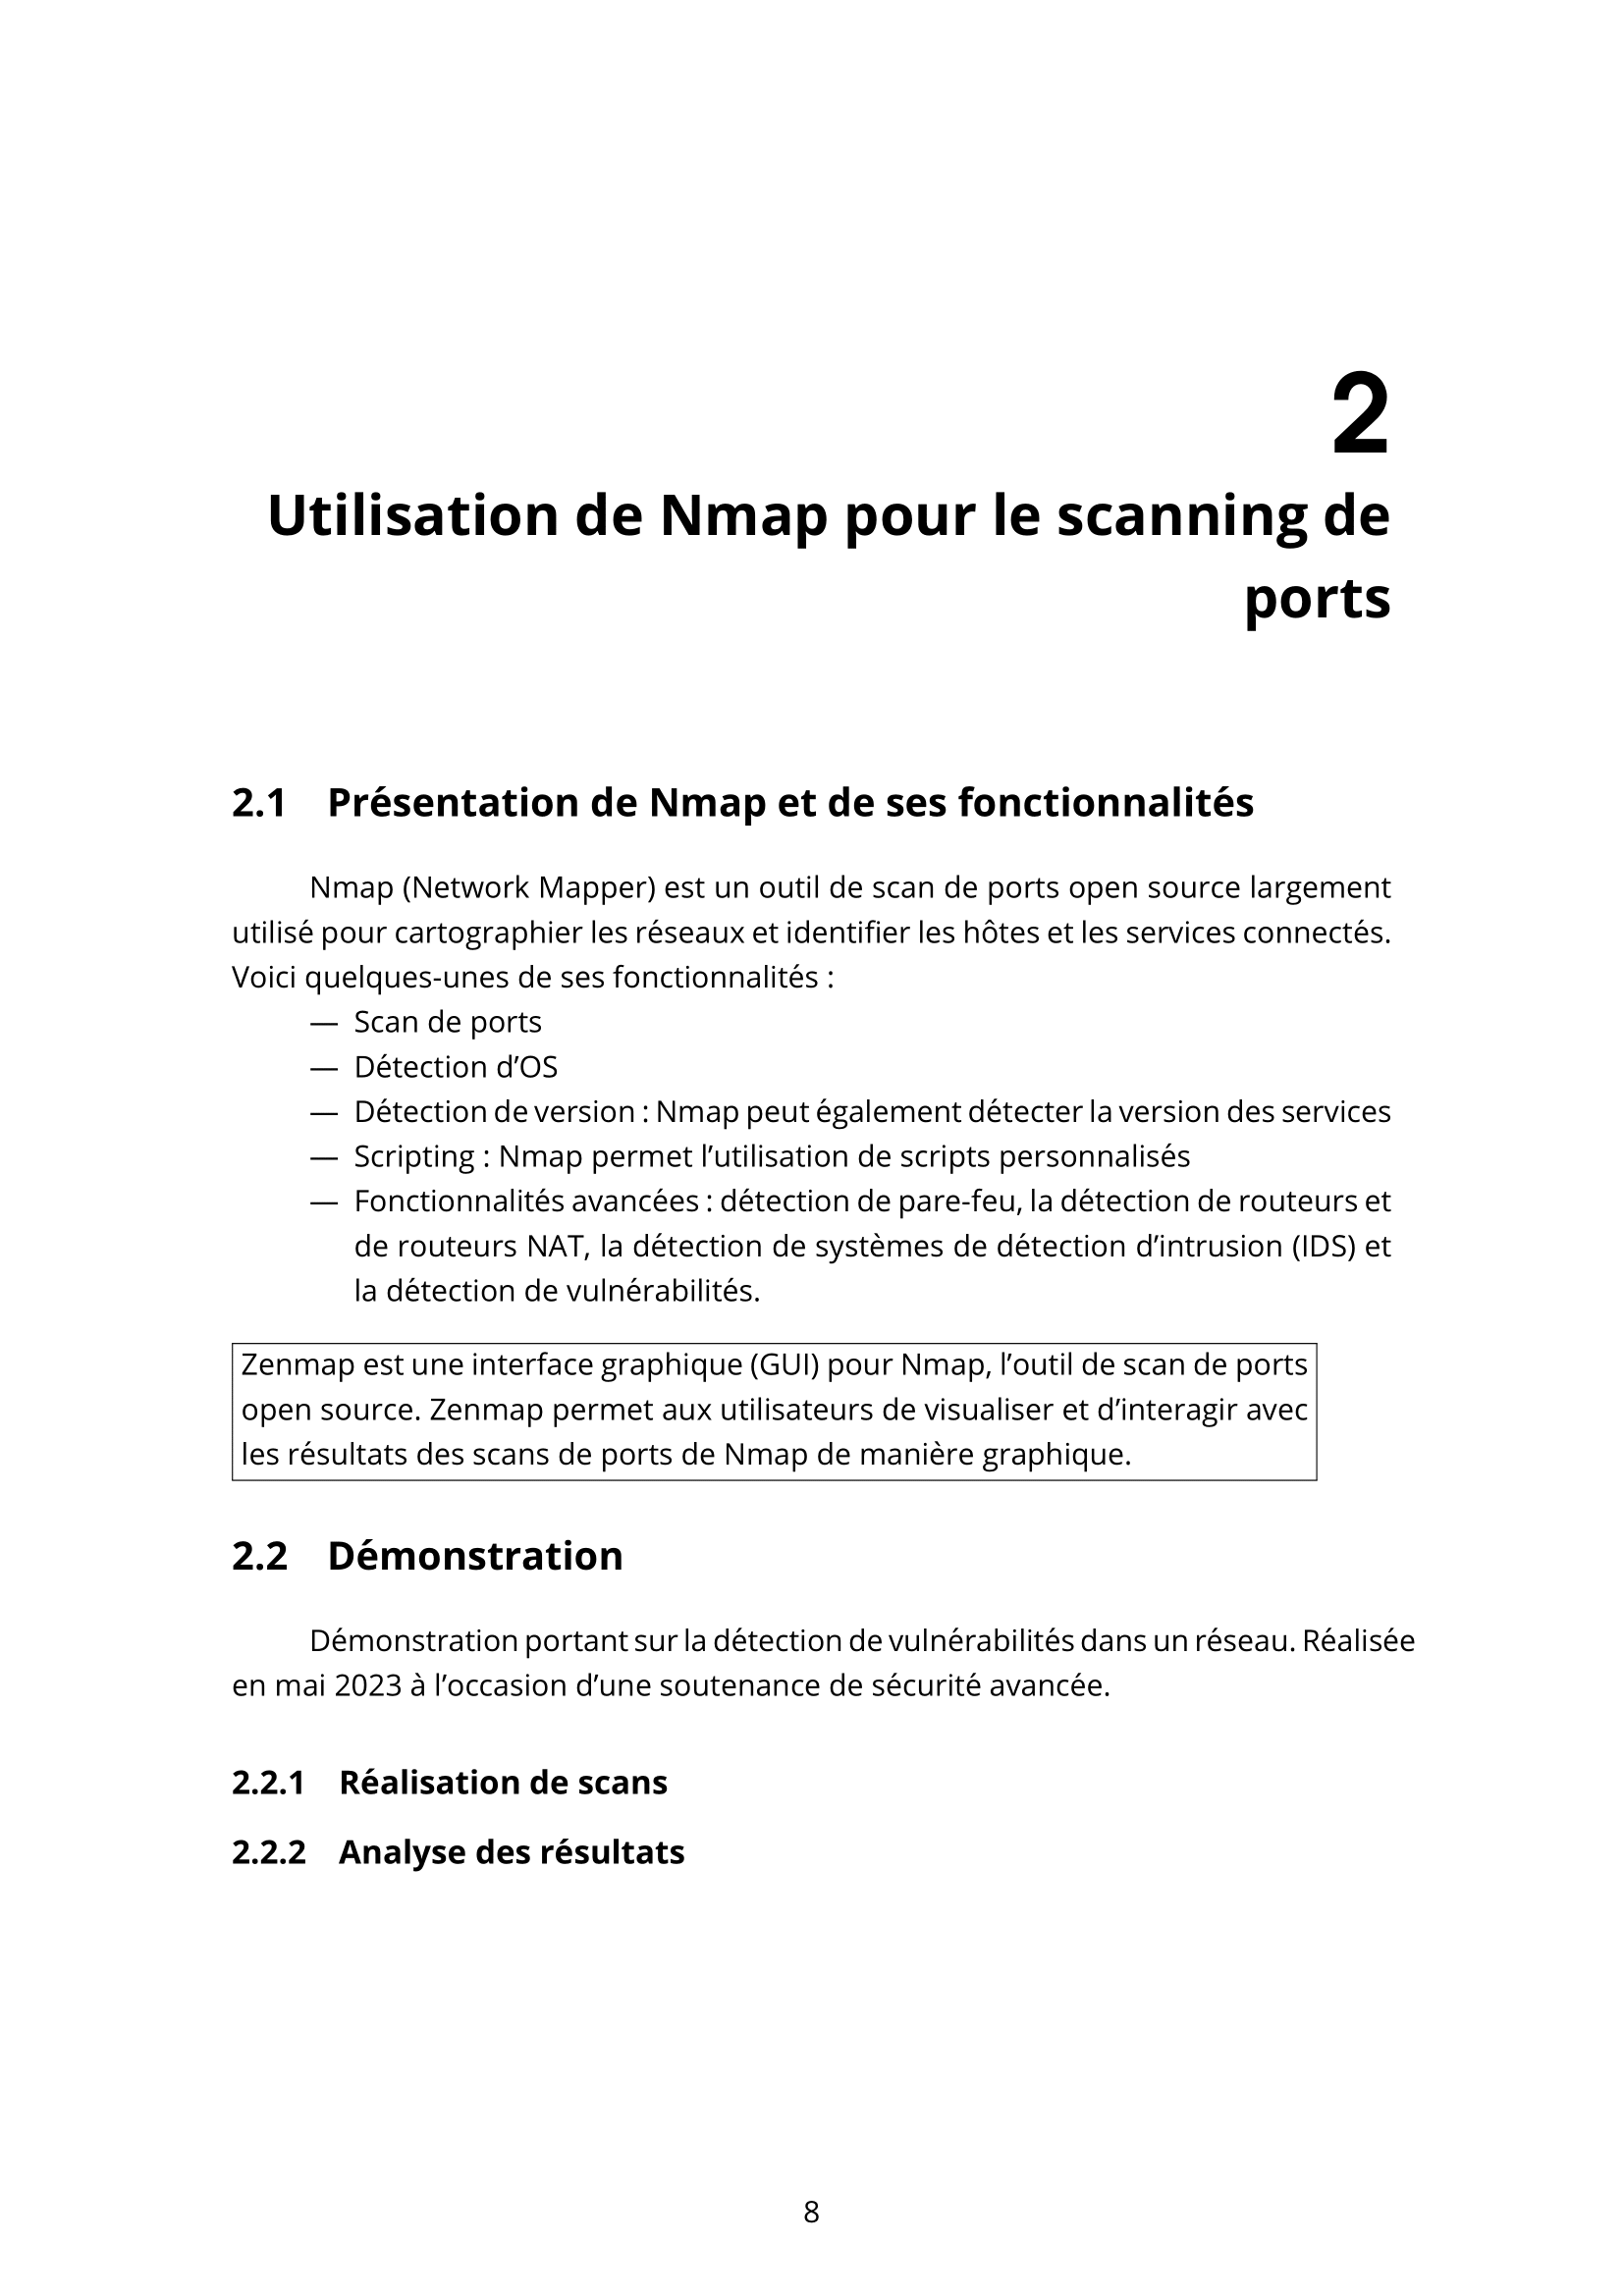 2
Utilisation de Nmap pour le scanning de
ports
2.1 Présentation de Nmap et de ses fonctionnalités
Nmap (Network Mapper) est un outil de scan de ports open source largement
utilisé pour cartographier les réseaux et identifier les hôtes et les services connectés.
Voici quelques-unes de ses fonctionnalités :
— Scan de ports
— Détection d’OS
— Détection de version : Nmap peut également détecter la version des services
— Scripting : Nmap permet l’utilisation de scripts personnalisés
— Fonctionnalités avancées : détection de pare-feu, la détection de routeurs et
de routeurs NAT, la détection de systèmes de détection d’intrusion (IDS) et
la détection de vulnérabilités.
Zenmap est une interface graphique (GUI) pour Nmap, l’outil de scan de ports
open source. Zenmap permet aux utilisateurs de visualiser et d’interagir avec
les résultats des scans de ports de Nmap de manière graphique.
2.2 Démonstration
Démonstration portant sur la détection de vulnérabilités dans un réseau. Réalisée
en mai 2023 à l’occasion d’une soutenance de sécurité avancée.
2.2.1 Réalisation de scans
2.2.2 Analyse des résultats
8